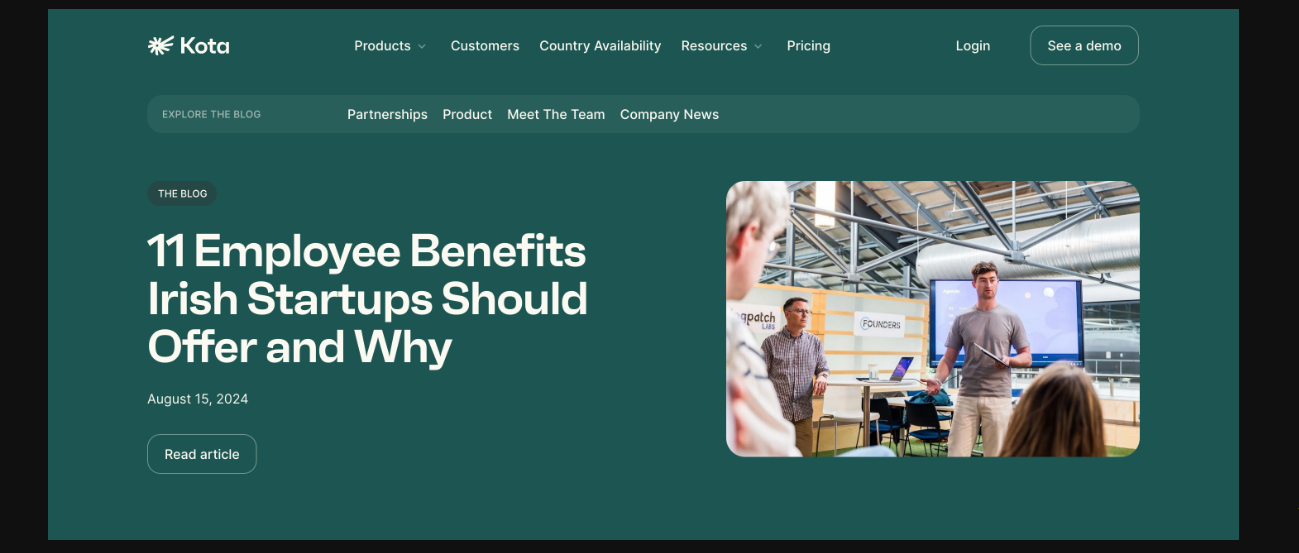 Kota
Products
Customers
Country Availability
Resources
Pricing
Login
See a demo
EXPLORE THE BLOG
Partnerships
Product
Meet The Team
Company News
THE BLOG
11 Employee Benefits
Irish Startups Should
Offer and Why
August 15, 2024
Read article
LABS
FOUNDERS